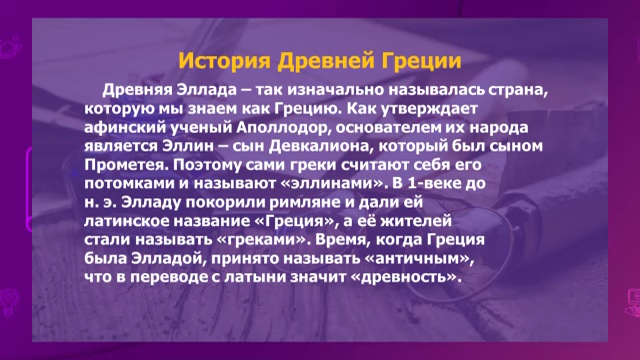 История Древней Греции
Древняя Эллада – так изначально называлась страна,
которую мы знаем как Грецию. Как утверждает
афинский ученый Аполлодор, основателем их народа
является Эллин – сын Девкалиона, который был сыном
Прометея. Поэтому сами греки считают себя его
потомками и называют «эллинами». В 1-веке до
н. э. Элладу покорили римляне и дали ей
латинское название «Греция», а её жителей
стали называть «греками». Время, когда Греция
была Элладой, принято называть «античным»,
что в переводе с латыни значит «древность».